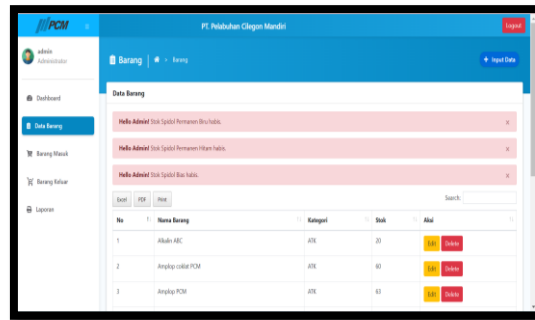 PCM
PT. Pelabuhan Cilegon Mandiri
Logout
admin
Administrator
Barang
Barang
+ Input Data
Dashboard
Data Barang
Barang Masuk
Barang Keluar
Laporan
Data Barang
Hello Admin! Stok Spidol Permanen Biru habis.
Hello Admin! Stok Spidol Permanen Hitam habis.
Hello Admin! Stok Spidol Bias habis.
Excel PDF Print
Search:
No Nama Barang Kategori Stok Aksi
1 Alkalin ABC ATK 20 Edit Delete
2 Amplop coklat PCM ATK 60 Edit Delete
3 Amplop PCM ATK 63 Edit Delete